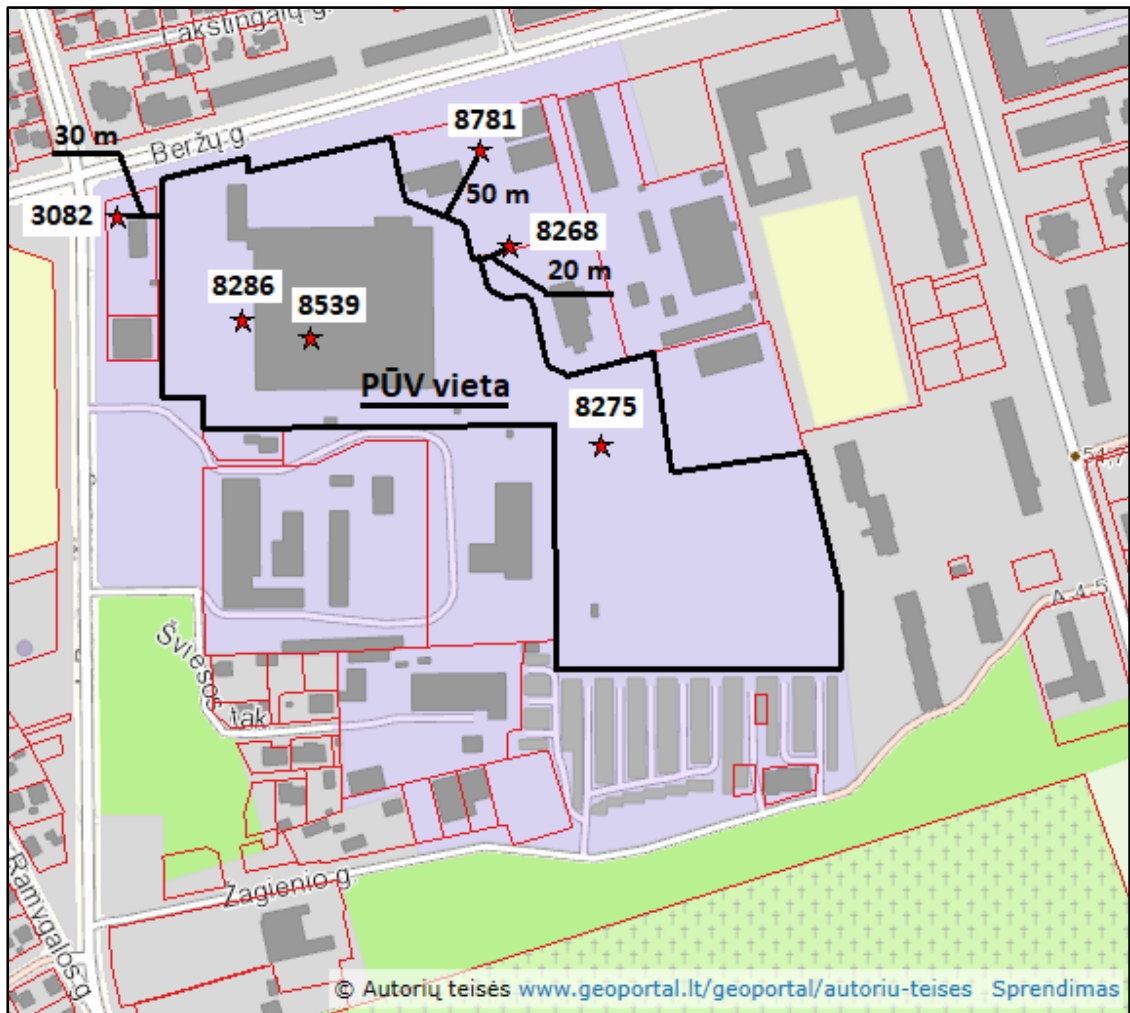 Lakštingalų g.
30 m
Beržų g.
8781
50 m
3082
8268
20 m
8286
8539
PŪV vieta
8275
A-4-5
Šviesos tak.
Žagienio g.
Ramygalos g.
© Autorių teisės www.geoportal.lt/geoportal/autoriu-teises Sprendimas